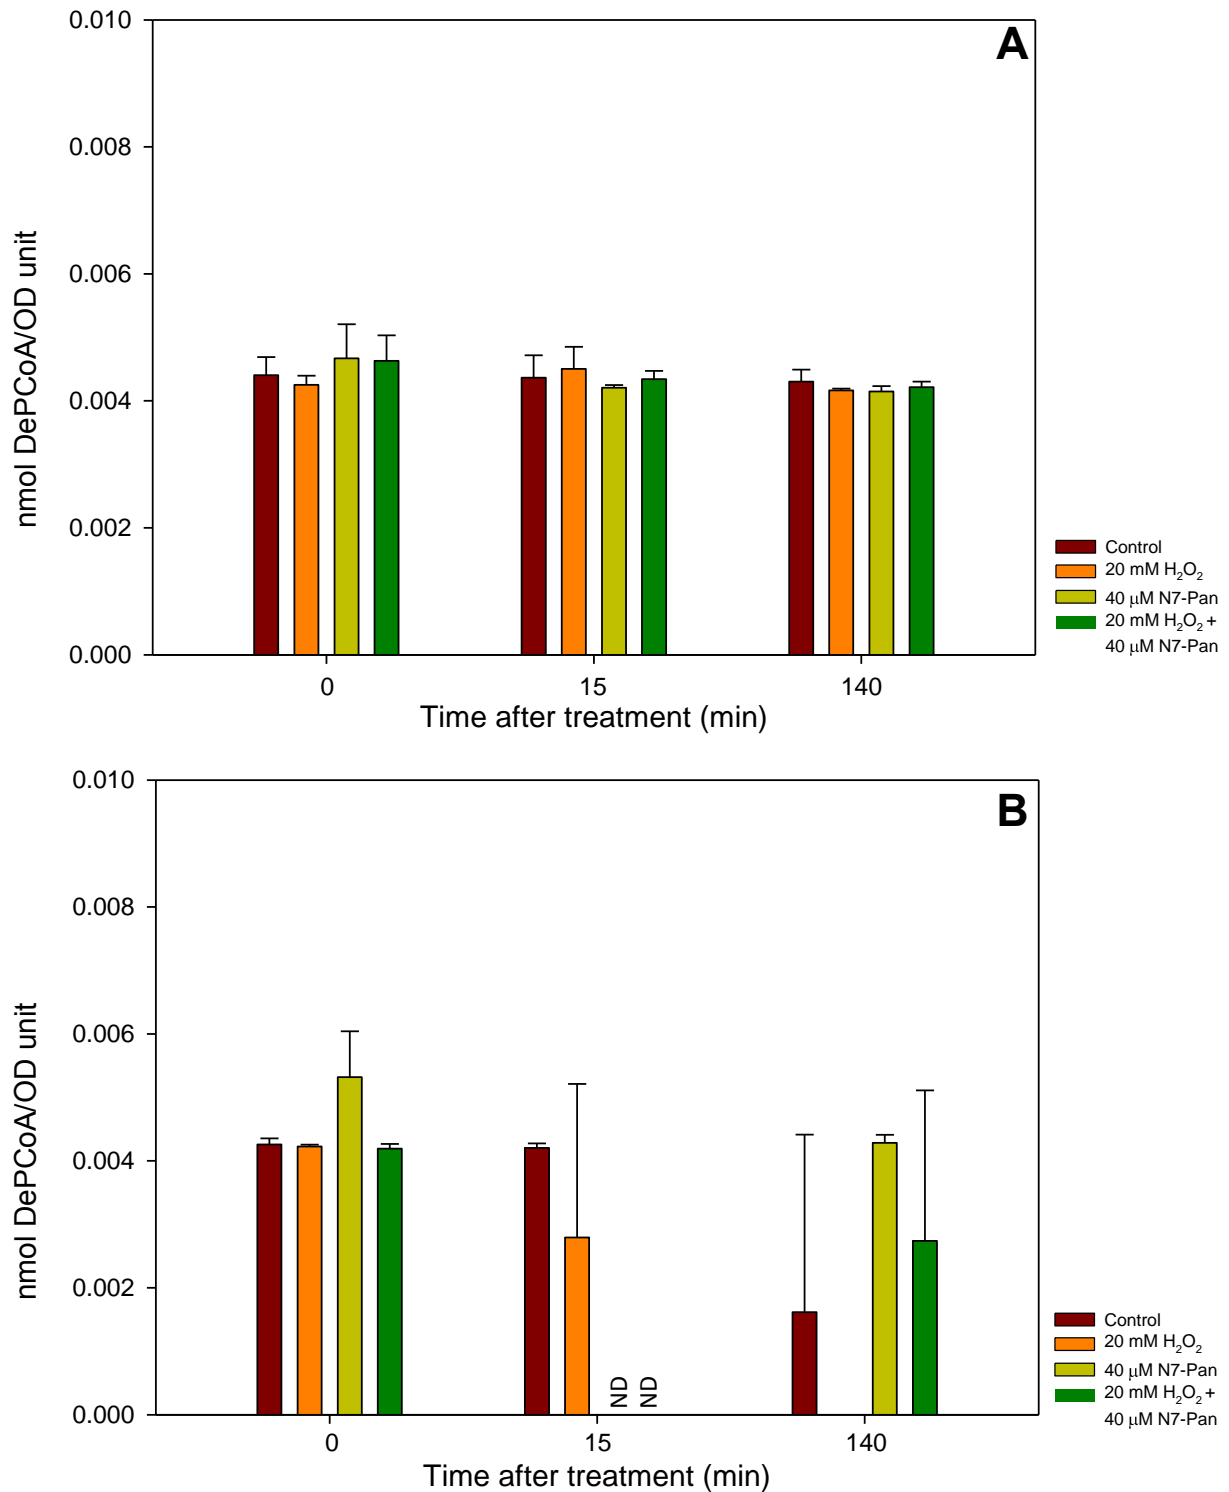 A
0.010
0.008
0.006
0.004
0.002
0.000
nmol DePCoA/OD unit
0 15 140
Time after treatment (min)
Control
20 mM H₂O₂
40 μM N7-Pan
20 mM H₂O₂ +
40 μM N7-Pan
B
0.010
0.008
0.006
0.004
0.002
0.000
nmol DePCoA/OD unit
ND ND
0 15 140
Time after treatment (min)
Control
20 mM H₂O₂
40 μM N7-Pan
20 mM H₂O₂ +
40 μM N7-Pan